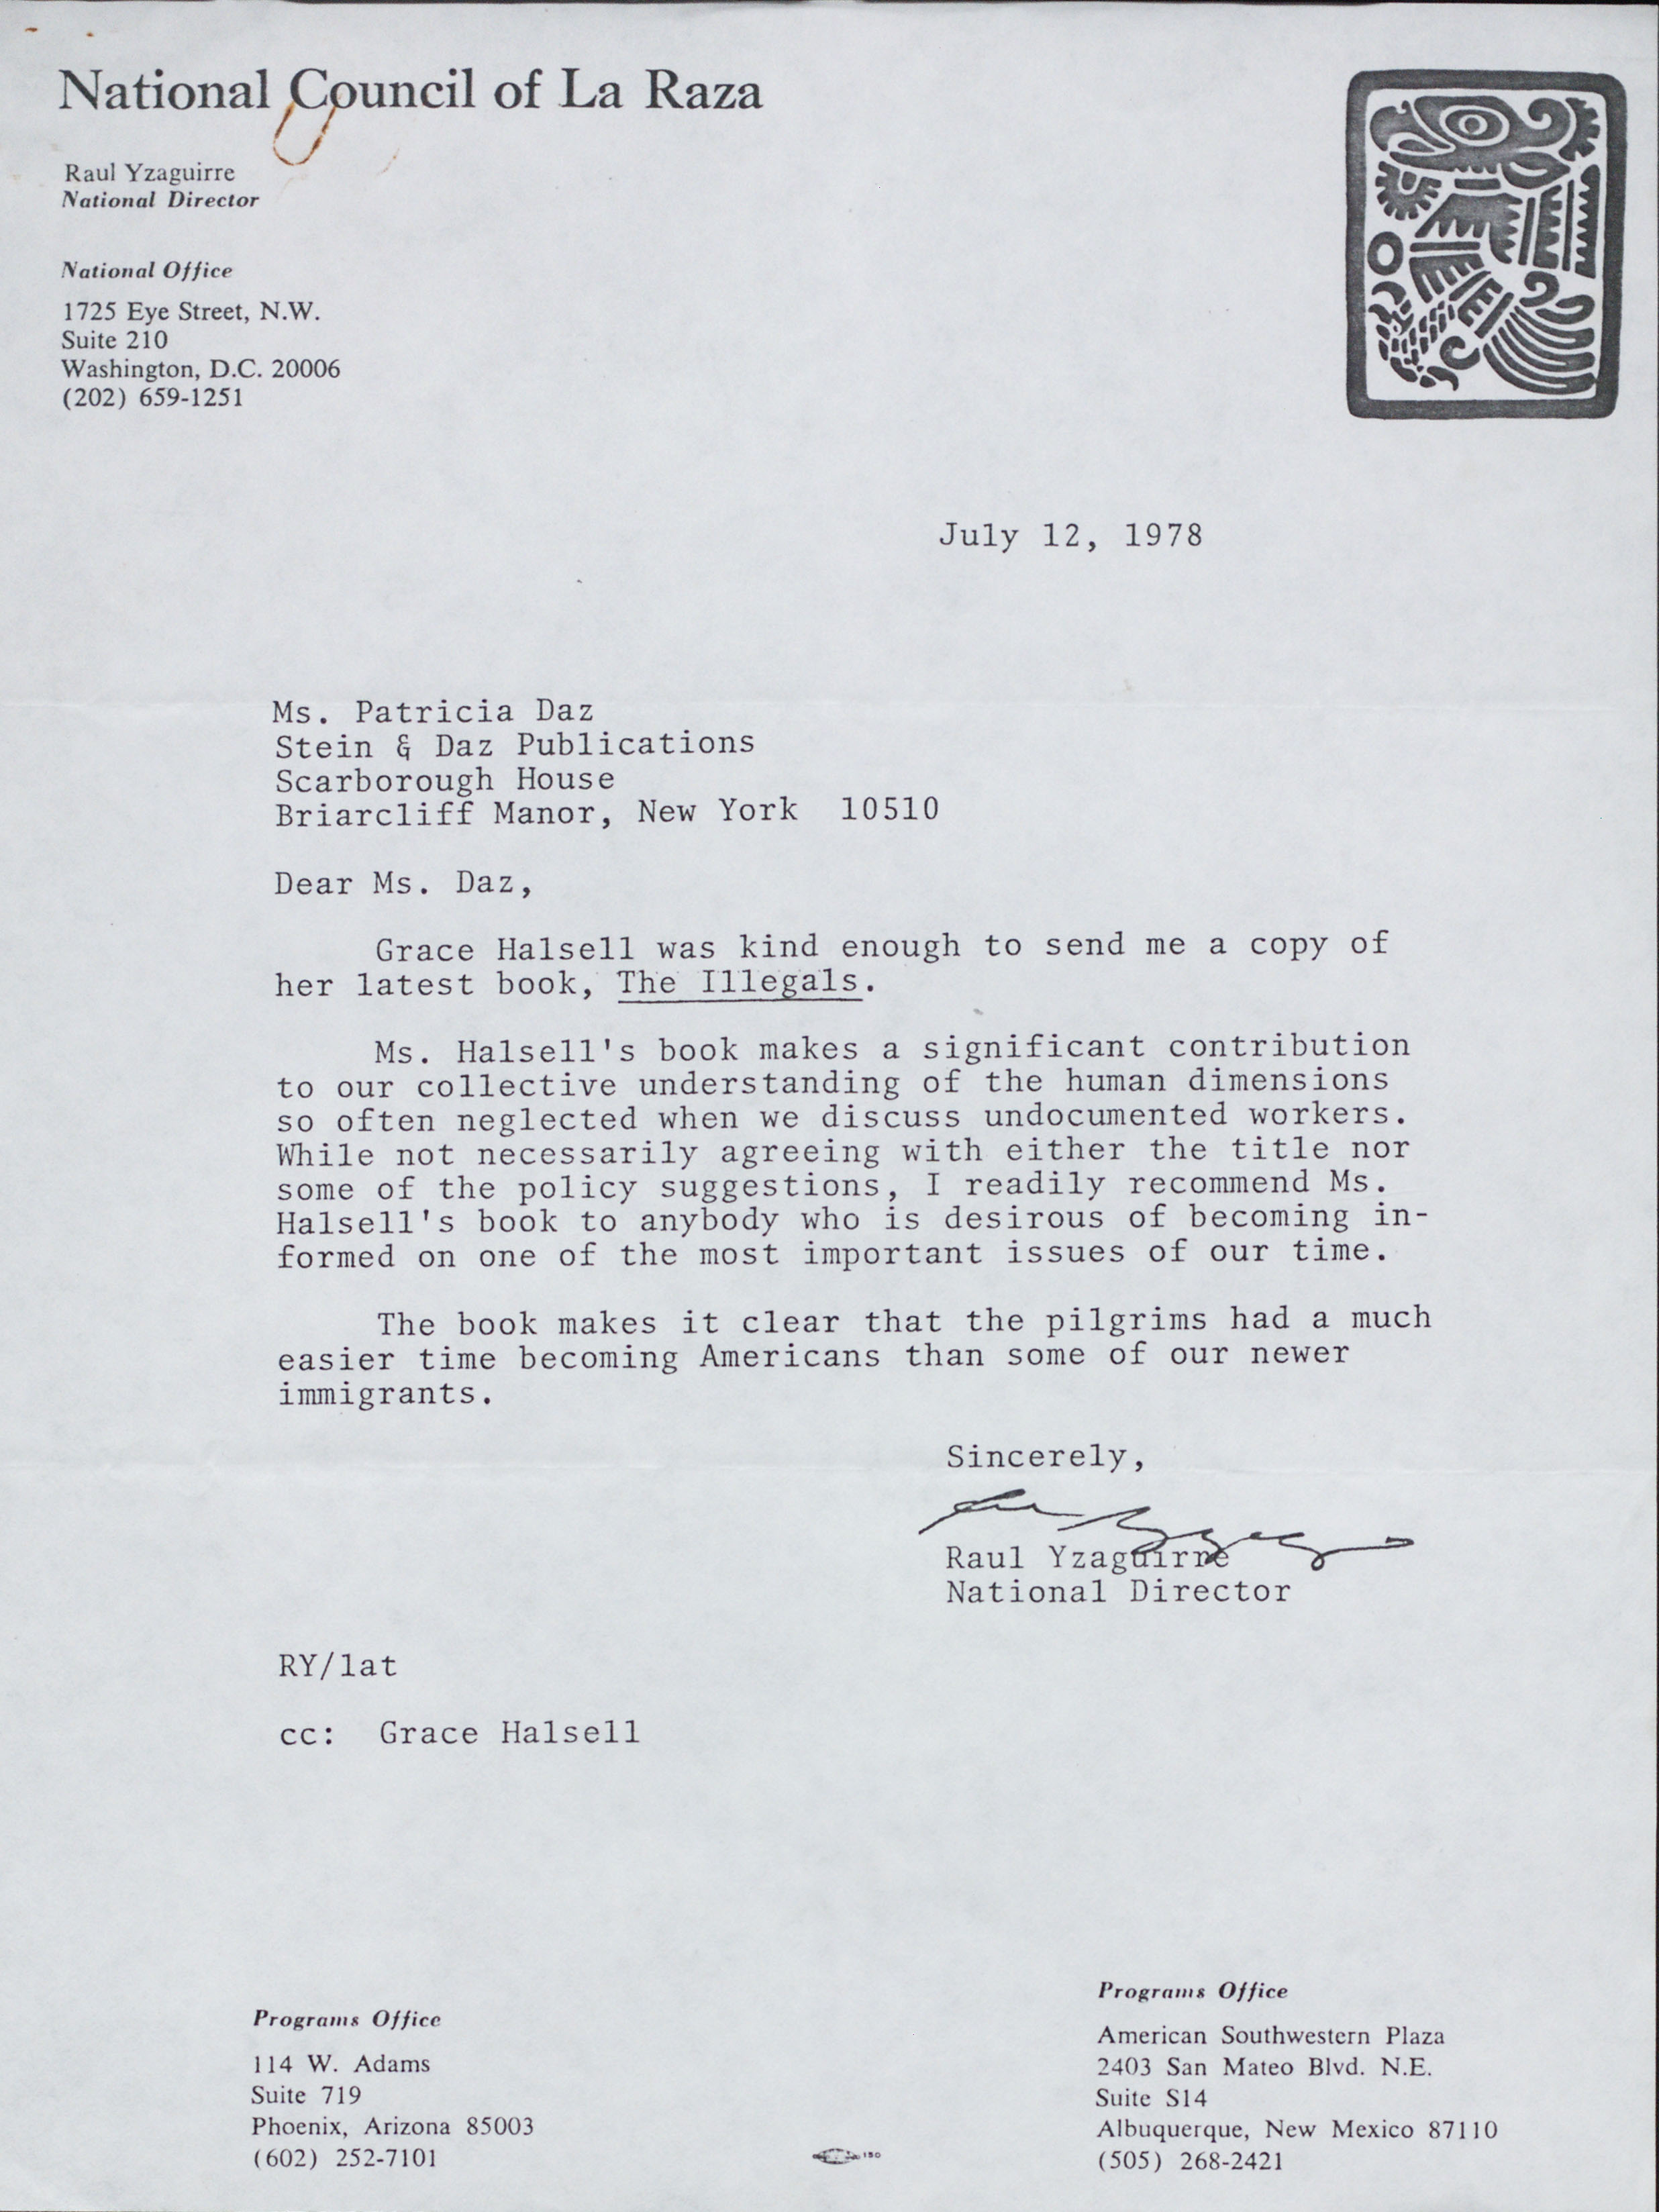 National Council of La Raza
Raul Yzaguirre
National Director
National Office
1725 Eye Street, N.W.
Suite 210
Washington, D.C. 20006
(202) 659-1251
July 12, 1978
Ms. Patricia Daz
Stein & Daz Publications
Scarborough House
Briarcliff Manor, New York 10510
Dear Ms. Daz,
Grace Halsell was kind enough to send me a copy of
her latest book, The Illegals.
Ms. Halsell's book makes a significant contribution
to our collective understanding of the human dimensions
so often neglected when we discuss undocumented workers.
While not necessarily agreeing with either the title nor
some of the policy suggestions, I readily recommend Ms.
Halsell's book to anybody who is desirous of becoming in-
formed on one of the most important issues of our time.
The book makes it clear that the pilgrims had a much
easier time becoming Americans than some of our newer
immigrants.
Sincerely,
Raul Yzaguirre
National Director
RY/lat
cc: Grace Halsell
Programs Office
114 W. Adams
Suite 719
Phoenix, Arizona 85003
(602) 252-7101
Programs Office
American Southwestern Plaza
2403 San Mateo Blvd. N.E.
Suite S14
Albuquerque, New Mexico 87110
(505) 268-2421